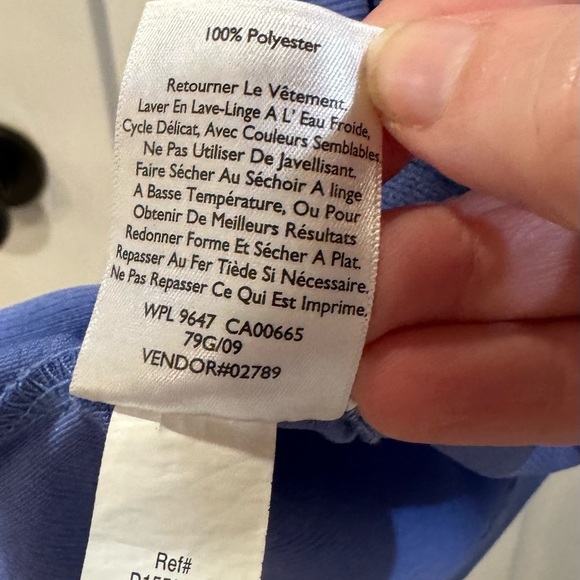 100% Polyester
Retourner Le Vêtement.
Laver En Lave-Linge A L' Eau Froide,
Cycle Délicat, Avec Couleurs Semblables.
Ne Pas Utiliser De Javellisant.
Faire Sécher Au Séchoir A linge
A Basse Température, Ou Pour
Obtenir De Meilleurs Résultats
Redonner Forme Et Sécher A Plat.
Repasser Au Fer Tiède Si Nécessaire.
Ne Pas Repasser Ce Qui Est Imprime.
WPL 9647 CA00665
79G/09
VENDOR#02789
Ref#